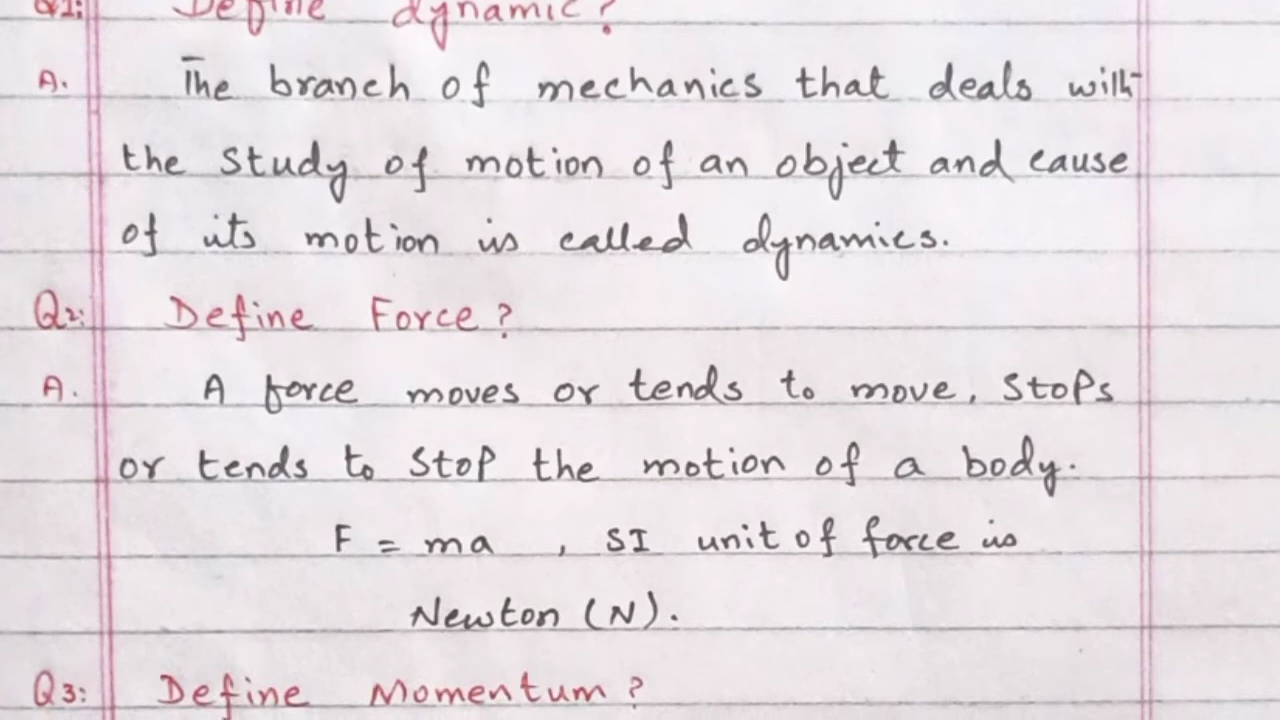 Q1: Define dynamic?
A. The branch of mechanics that deals with
the study of motion of an object and cause
of its motion is called dynamics.
Q2: Define Force?
A. A force moves or tends to move, stops
or tends to stop the motion of a body.
F = ma , SI unit of force is
Newton (N).
Q3: Define Momentum?